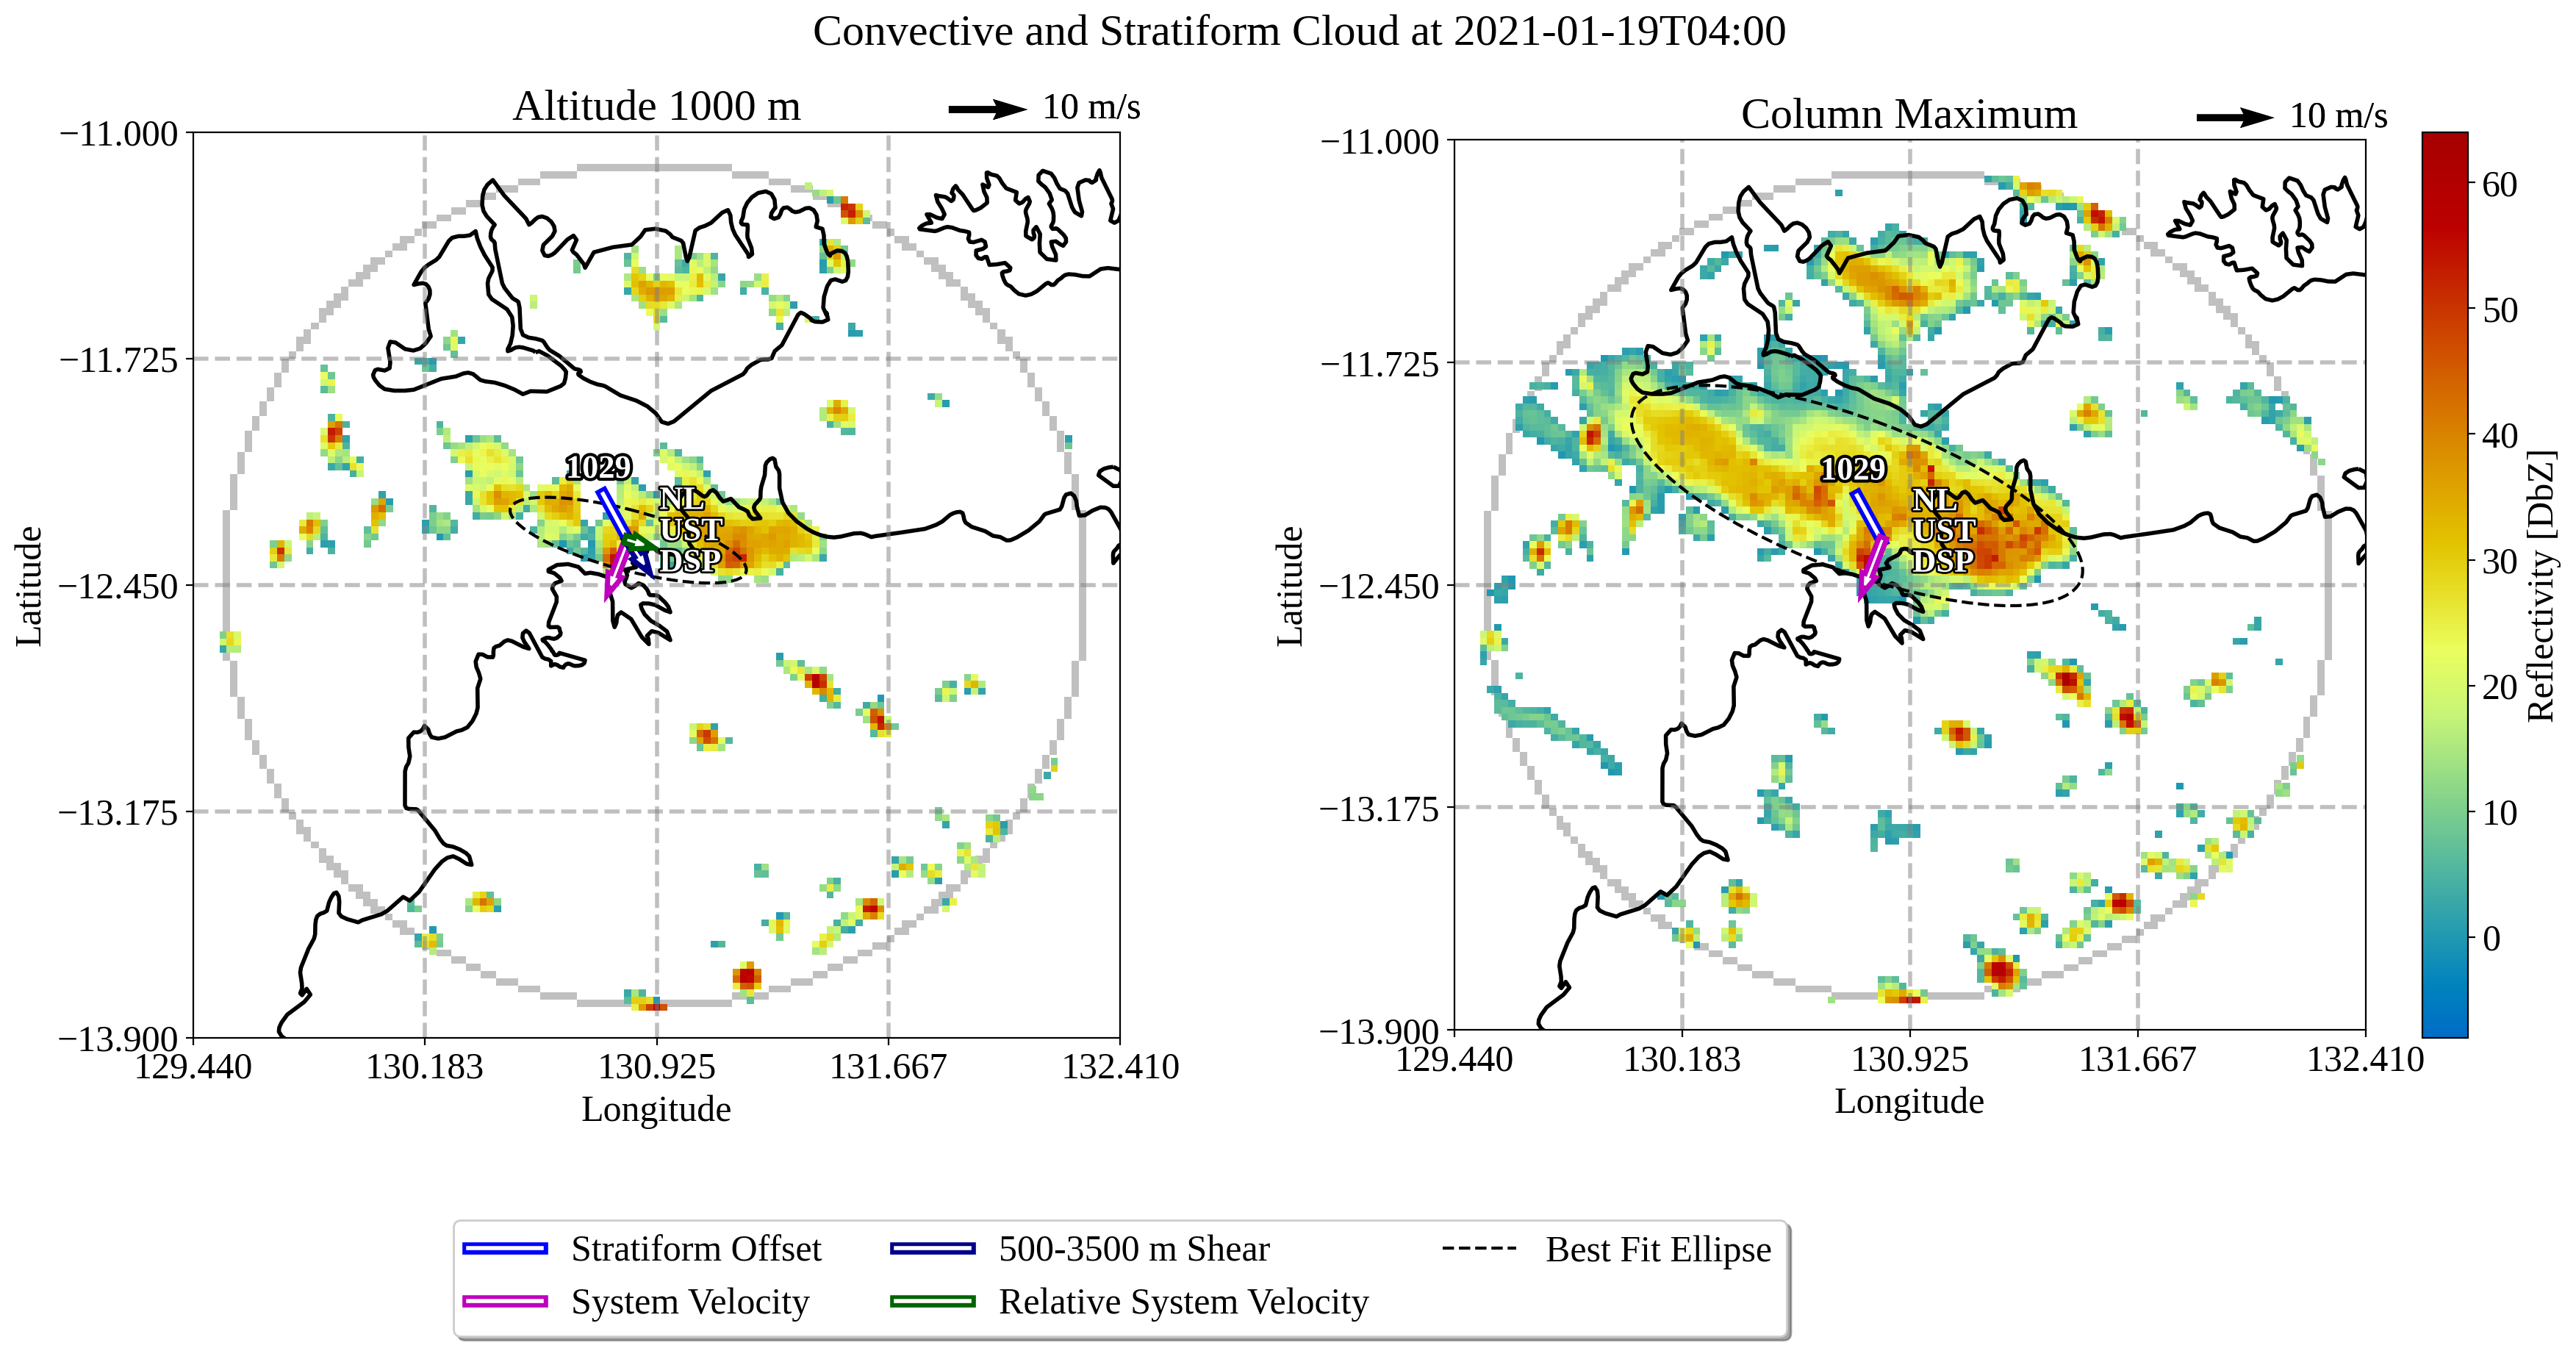 Convective and Stratiform Cloud at 2021-01-19T04:00
Altitude 1000 m
10 m/s
−11.000
−11.725
−12.450
−13.175
−13.900
129.440
130.183
130.925
131.667
132.410
Latitude
Longitude
1029
NL
UST
DSP
Column Maximum
10 m/s
−11.000
−11.725
−12.450
−13.175
−13.900
129.440
130.183
130.925
131.667
132.410
Latitude
Longitude
1029
NL
UST
DSP
60
50
40
30
20
10
0
Reflectivity [DbZ]
Stratiform Offset
System Velocity
500-3500 m Shear
Relative System Velocity
Best Fit Ellipse